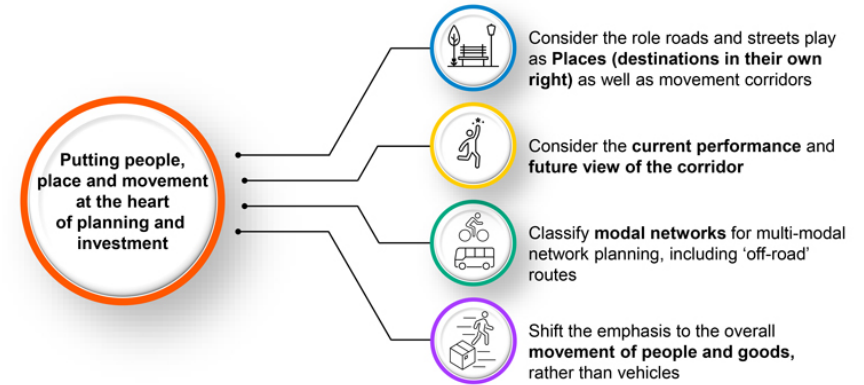 Putting people,
place and movement
at the heart
of planning and
investment
Consider the role roads and streets play
as Places (destinations in their own
right) as well as movement corridors
Consider the current performance and
future view of the corridor
Classify modal networks for multi-modal
network planning, including ‘off-road’
routes
Shift the emphasis to the overall
movement of people and goods,
rather than vehicles